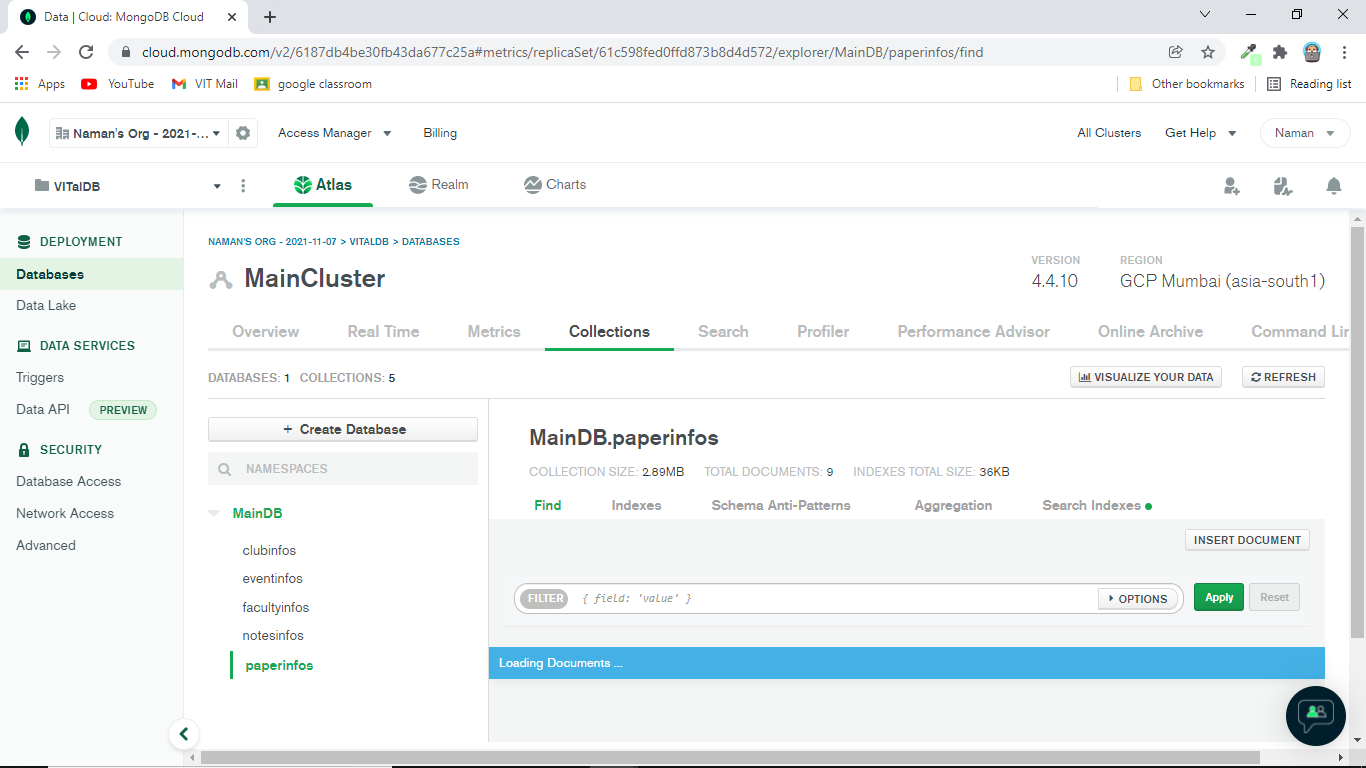 Data | Cloud: MongoDB Cloud
cloud.mongodb.com/v2/6187db4be30fb43da677c25a#metrics/replicaSet/61c598fed0ffd873b8d4d572/explorer/MainDB/paperinfos/find
Apps YouTube VIT Mail google classroom Other bookmarks Reading list
Naman's Org - 2021-... Access Manager Billing All Clusters Get Help Naman
VITalDB Atlas Realm Charts
DEPLOYMENT
Databases
Data Lake
DATA SERVICES
Triggers
Data API PREVIEW
SECURITY
Database Access
Network Access
Advanced
NAMAN'S ORG - 2021-11-07 > VITALDB > DATABASES
MainCluster
VERSION
4.4.10
REGION
GCP Mumbai (asia-south1)
Overview Real Time Metrics Collections Search Profiler Performance Advisor Online Archive Command Lin
DATABASES: 1 COLLECTIONS: 5
VISUALIZE YOUR DATA REFRESH
+ Create Database
NAMESPACES
MainDB
clubinfos
eventinfos
facultyinfos
notesinfos
paperinfos
MainDB.paperinfos
COLLECTION SIZE: 2.89MB TOTAL DOCUMENTS: 9 INDEXES TOTAL SIZE: 36KB
Find Indexes Schema Anti-Patterns Aggregation Search Indexes
INSERT DOCUMENT
FILTER { field: 'value' } OPTIONS Apply Reset
Loading Documents ...